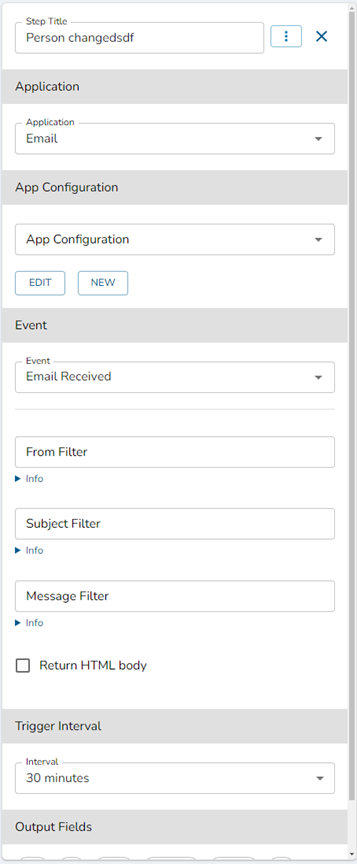 Step Title
Person changedsdf
Application
Application
Email
App Configuration
App Configuration
EDIT NEW
Event
Event
Email Received
From Filter
Info
Subject Filter
Info
Message Filter
Info
Return HTML body
Trigger Interval
Interval
30 minutes
Output Fields